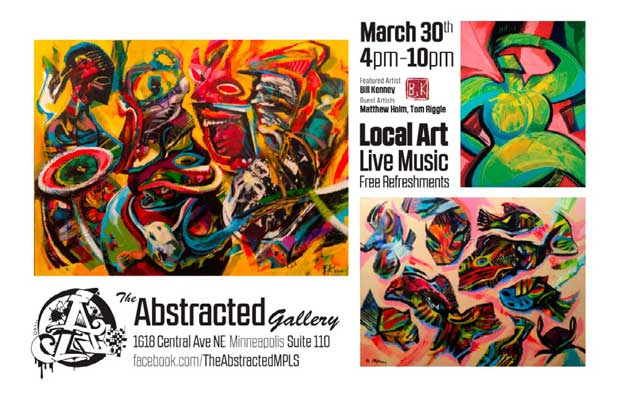 March 30th
4pm-10pm
Featured Artist
Bill Kenney
B.K
Guest Artists
Matthew Holm, Tom Riggle
Local Art
Live Music
Free Refreshments
The Abstracted Gallery
1618 Central Ave NE Minneapolis Suite 110
facebook.com/TheAbstractedMPLS